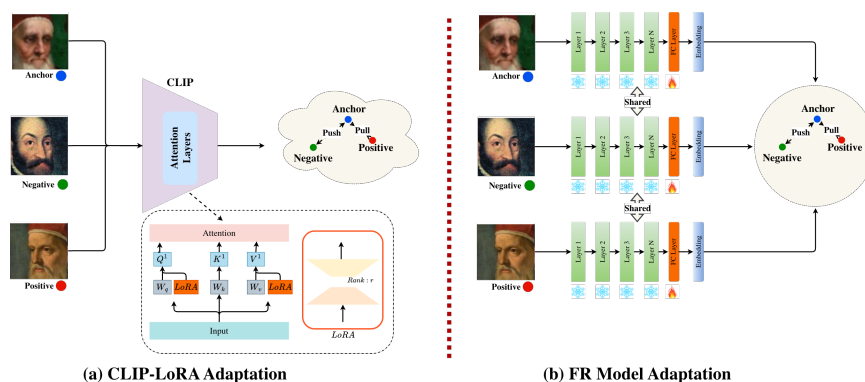 Anchor
Negative
Positive
CLIP
Attention
Layers
Anchor
Push
Pull
Negative
Positive
Attention
Q¹
K¹
V¹
W_q
LoRA
W_k
W_v
LoRA
Input
Rank : r
LoRA
(a) CLIP-LoRA Adaptation
Anchor
Layer 1
Layer 2
Layer 3
Layer N
FC Layer
Embedding
Shared
Negative
Layer 1
Layer 2
Layer 3
Layer N
FC Layer
Embedding
Shared
Positive
Layer 1
Layer 2
Layer 3
Layer N
FC Layer
Embedding
Anchor
Push
Pull
Negative
Positive
(b) FR Model Adaptation